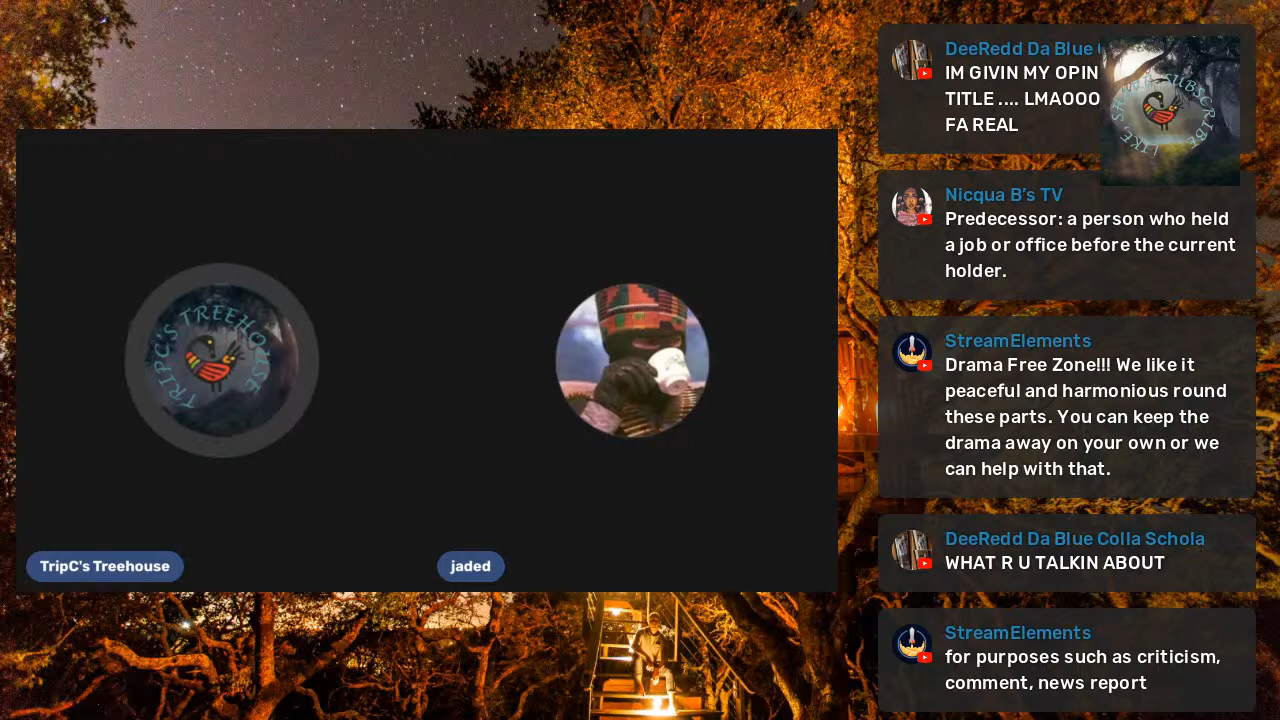 DeeRedd Da Blue
IM GIVIN MY OPIN
TITLE .... LMAOOO
FA REAL
LIKE, SHARE, SUBSCRIBE
Nicqua B's TV
Predecessor: a person who held
a job or office before the current
holder.
StreamElements
Drama Free Zone!!! We like it
peaceful and harmonious round
these parts. You can keep the
drama away on your own or we
can help with that.
DeeRedd Da Blue Colla Schola
WHAT R U TALKIN ABOUT
StreamElements
for purposes such as criticism,
comment, news report
TRIPC'S TREEHOUSE
TripC's Treehouse
jaded